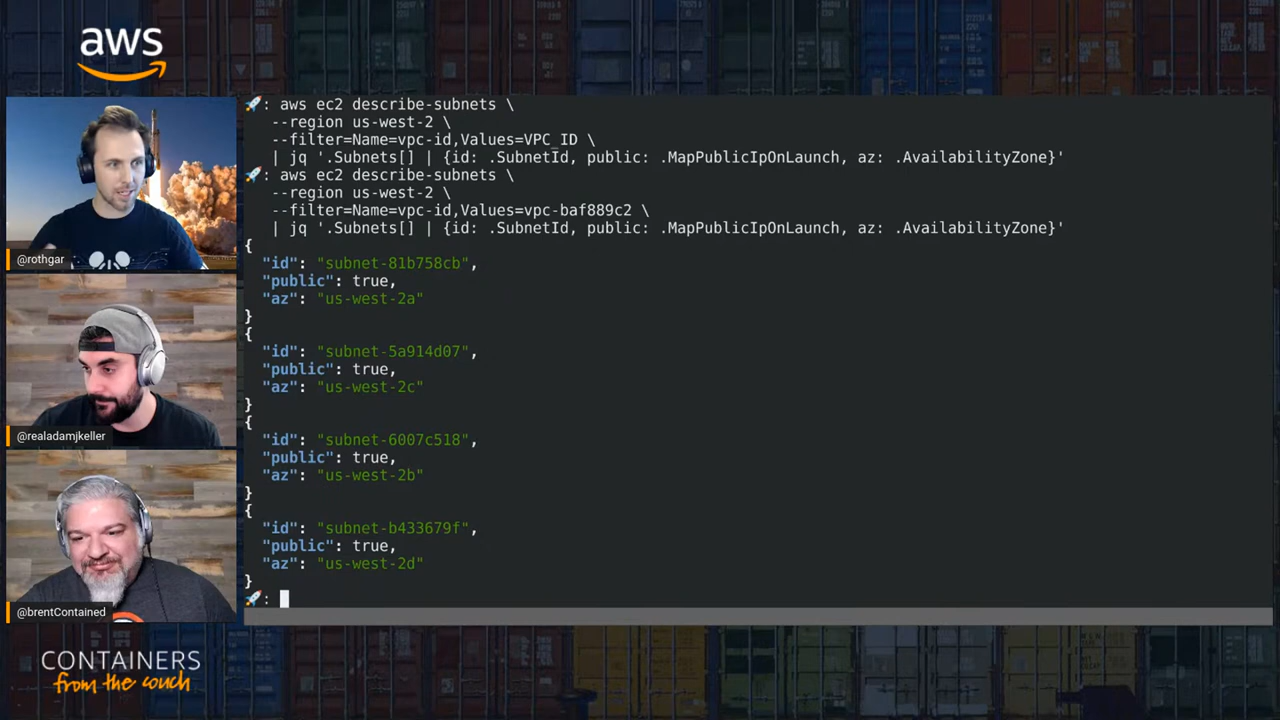 aws
: aws ec2 describe-subnets \
--region us-west-2 \
--filter=Name=vpc-id,Values=VPC_ID \
| jq '.Subnets[] | {id: .SubnetId, public: .MapPublicIpOnLaunch, az: .AvailabilityZone}'
: aws ec2 describe-subnets \
--region us-west-2 \
--filter=Name=vpc-id,Values=vpc-baf889c2 \
| jq '.Subnets[] | {id: .SubnetId, public: .MapPublicIpOnLaunch, az: .AvailabilityZone}'
{
"id": "subnet-81b758cb",
"public": true,
"az": "us-west-2a"
}
{
"id": "subnet-5a914d07",
"public": true,
"az": "us-west-2c"
}
{
"id": "subnet-6007c518",
"public": true,
"az": "us-west-2b"
}
{
"id": "subnet-b433679f",
"public": true,
"az": "us-west-2d"
}
:
@rothgar
@realadamjkeller
@brentContained
CONTAINERS
from the couch